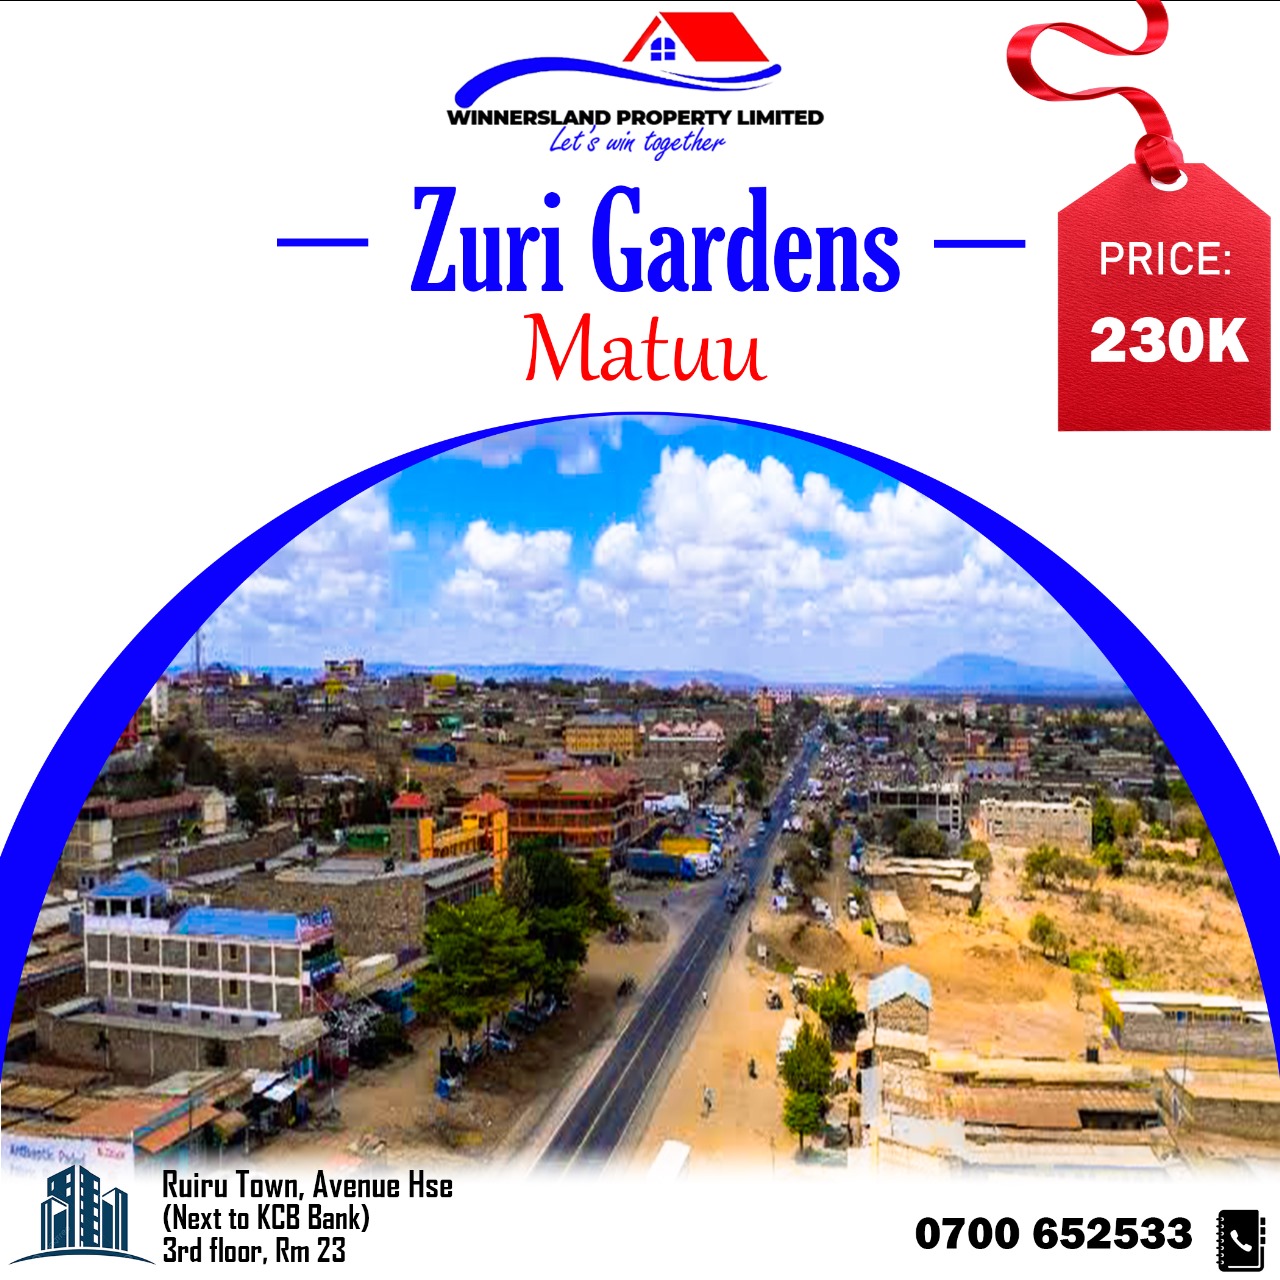 WINNERSLAND PROPERTY LIMITED
Let's win together
Zuri Gardens
Matuu
PRICE:
230K
Ruiru Town, Avenue Hse
(Next to KCB Bank)
3rd floor, Rm 23
0700 652533